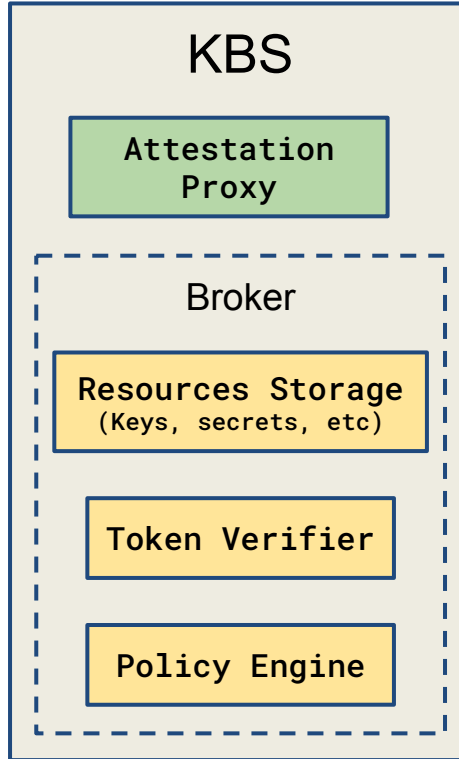 KBS
Attestation
Proxy
Broker
Resources Storage
(Keys, secrets, etc)
Token Verifier
Policy Engine